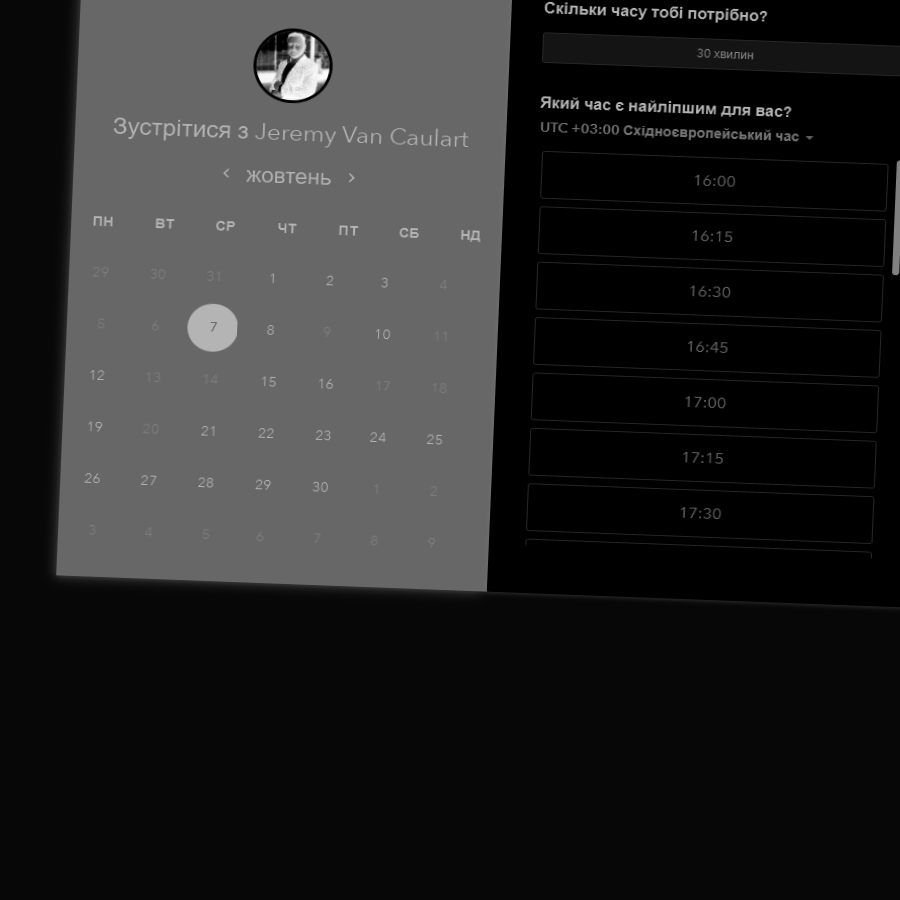 Зустрітися з Jeremy Van Caulart
жовтень
ПН ВТ СР ЧТ ПТ СБ НД
29 30 31 1 2 3 4
5 6 7 8 9 10 11
12 13 14 15 16 17 18
19 20 21 22 23 24 25
26 27 28 29 30 1 2
3 4 5 6 7 8 9
Скільки часу тобі потрібно?
30 хвилин
Який час є найліпшим для вас?
UTC +03:00 Східноєвропейський час
16:00
16:15
16:30
16:45
17:00
17:15
17:30